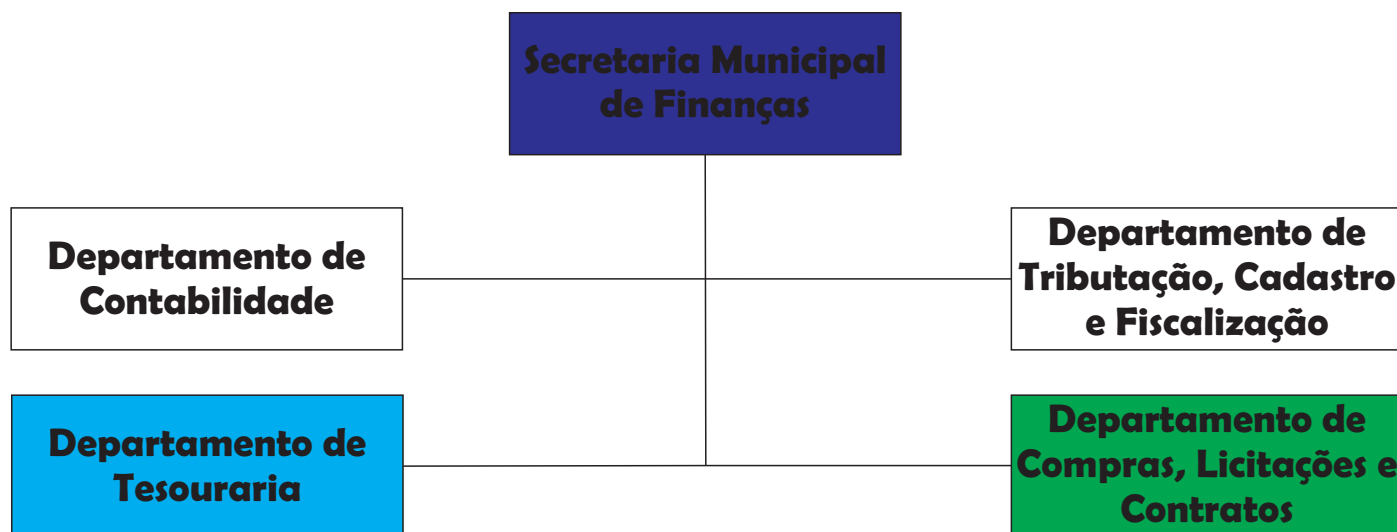 Secretaria Municipal
de Finanças
Departamento de
Contabilidade
Departamento de
Tributação, Cadastro
e Fiscalização
Departamento de
Tesouraria
Departamento de
Compras, Licitações e
Contratos